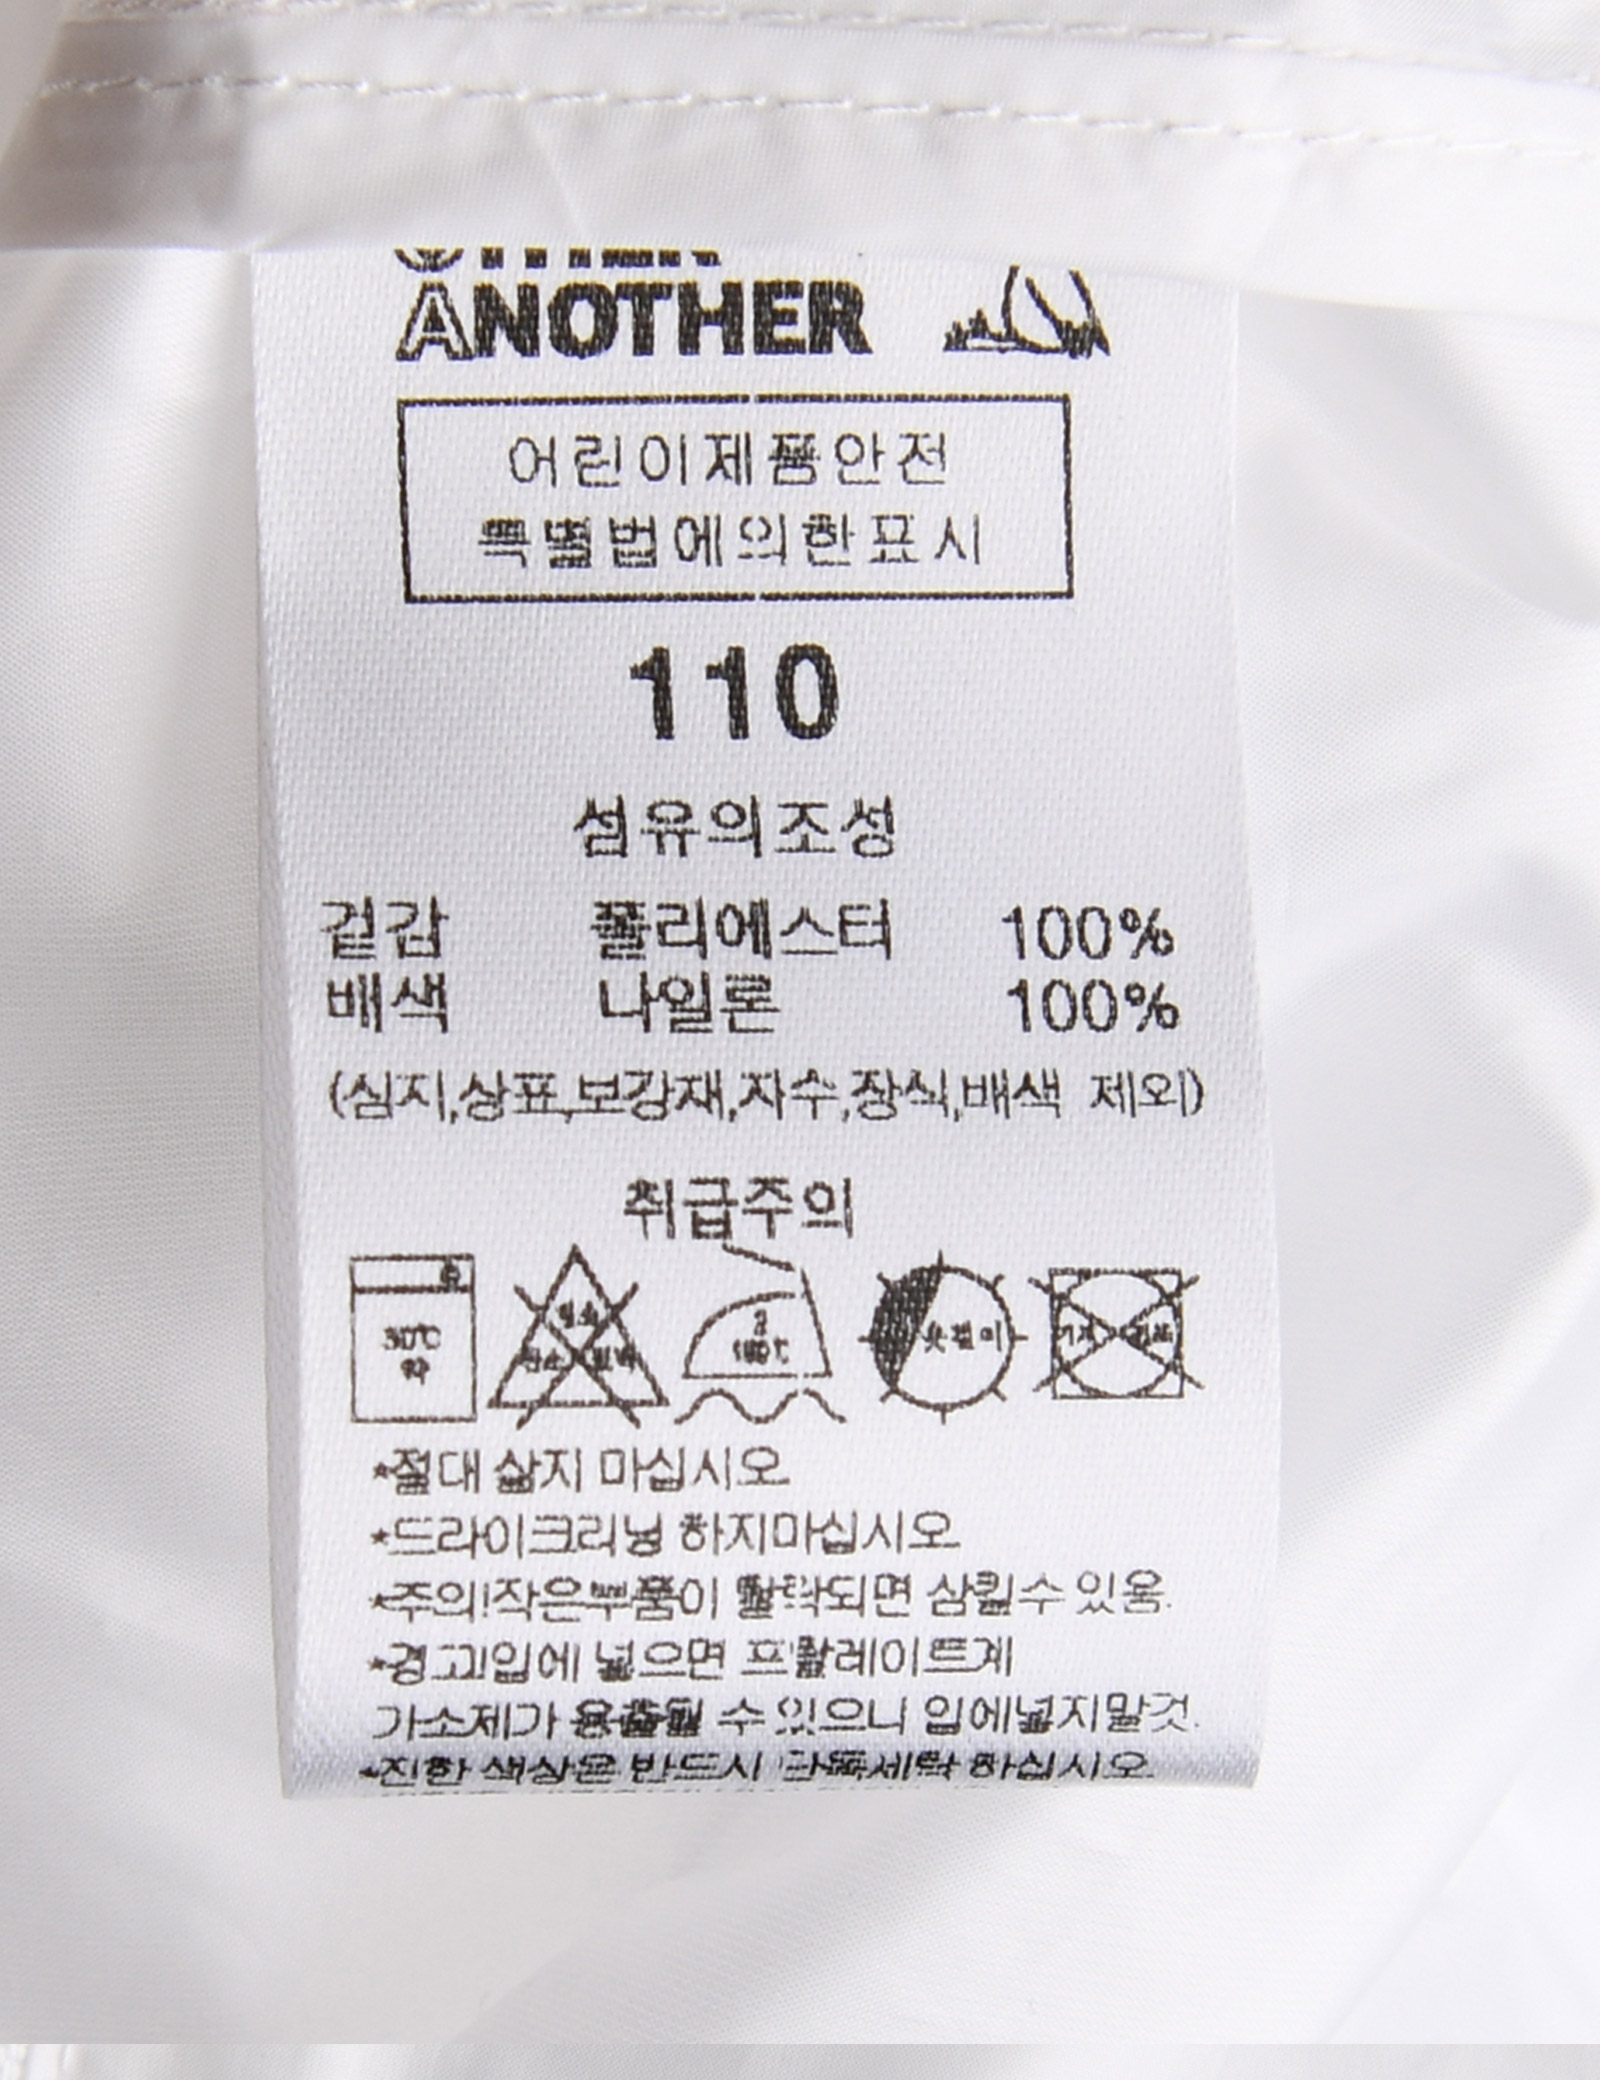 ANOTHER
어린이제품안전
특별법에의한표시
110
섬유의조성
겉감 폴리에스터 100%
배색 나일론 100%
(심지,상표,보강재,자수,장식,배색 제외)
취급주의
30℃
약
2
옷걸이
*절대 삶지 마십시오
*드라이크리닝 하지마십시오
*주의!작은부품이 탈락되면 삼킬수 있음.
*경고!입에 넣으면 프탈레이트계
가소제가 용출될 수 있으니 입에넣지말것.
*진한 색상은 반드시 단독세탁 하십시오